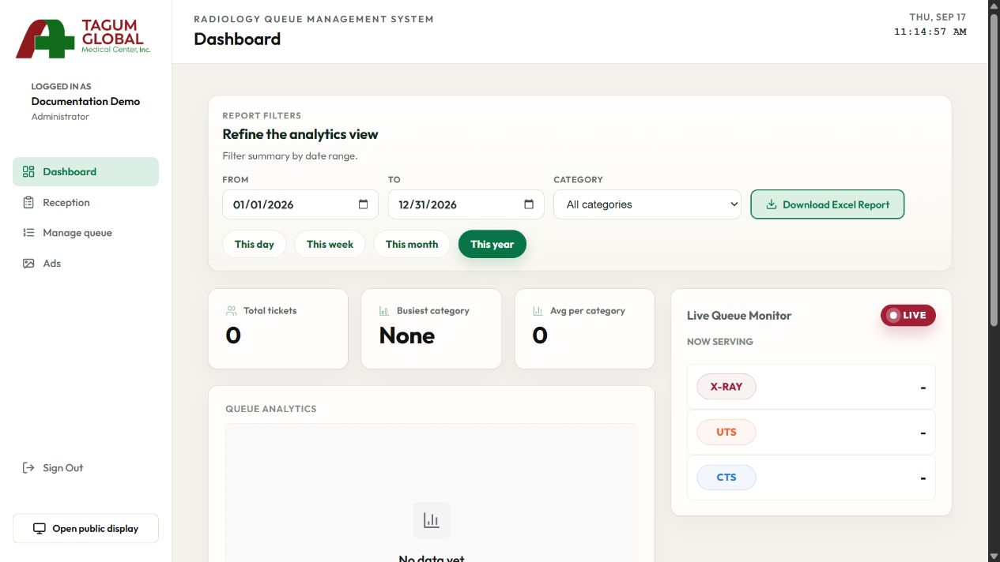 TAGUM
GLOBAL
Medical Center, Inc.
LOGGED IN AS
Documentation Demo
Administrator
Dashboard
Reception
Manage queue
Ads
Sign Out
Open public display
RADIOLOGY QUEUE MANAGEMENT SYSTEM
Dashboard
THU, SEP 17
11:14:57 AM
REPORT FILTERS
Refine the analytics view
Filter summary by date range.
FROM
TO
CATEGORY
01/01/2026
12/31/2026
All categories
Download Excel Report
This day
This week
This month
This year
Total tickets
0
Busiest category
None
Avg per category
0
QUEUE ANALYTICS
No data yet
Live Queue Monitor
LIVE
NOW SERVING
X-RAY -
UTS -
CTS -